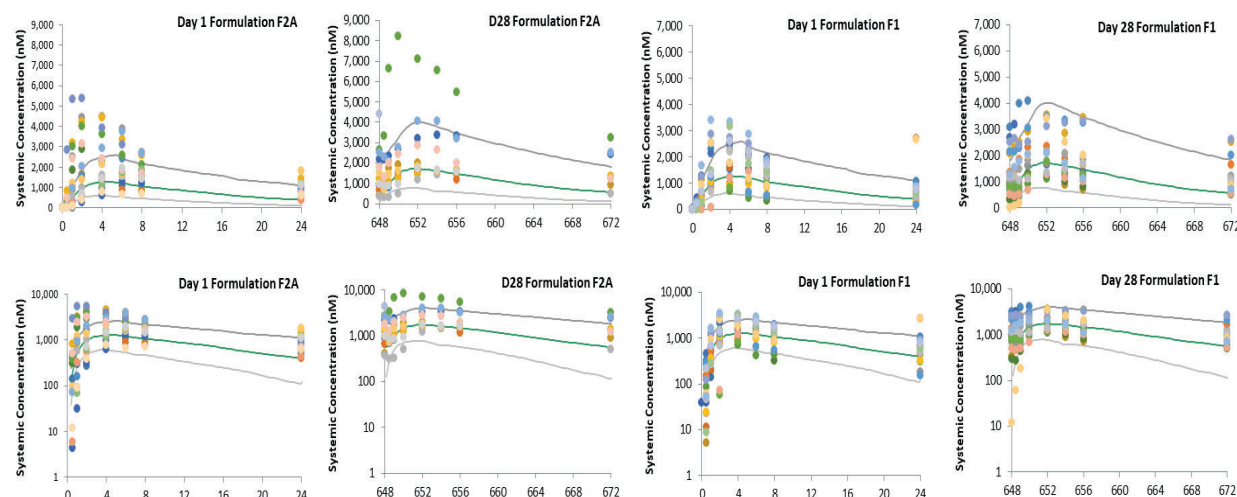 Day 1 Formulation F2A
Systemic Concentration (nM)
9,000
8,000
7,000
6,000
5,000
4,000
3,000
2,000
1,000
0
0 4 8 12 16 20 24
D28 Formulation F2A
Systemic Concentration (nM)
9,000
8,000
7,000
6,000
5,000
4,000
3,000
2,000
1,000
0
648 652 656 660 664 668 672
Day 1 Formulation F1
Systemic Concentration (nM)
7,000
6,000
5,000
4,000
3,000
2,000
1,000
0
0 4 8 12 16 20 24
Day 28 Formulation F1
Systemic Concentration (nM)
7,000
6,000
5,000
4,000
3,000
2,000
1,000
0
648 652 656 660 664 668 672
Day 1 Formulation F2A
Systemic Concentration (nM)
10,000
1,000
100
10
1
0 4 8 12 16 20 24
D28 Formulation F2A
Systemic Concentration (nM)
10,000
1,000
100
10
1
648 652 656 660 664 668 672
Day 1 Formulation F1
Systemic Concentration (nM)
10,000
1,000
100
10
1
0 4 8 12 16 20 24
Day 28 Formulation F1
Systemic Concentration (nM)
10,000
1,000
100
10
1
648 652 656 660 664 668 672